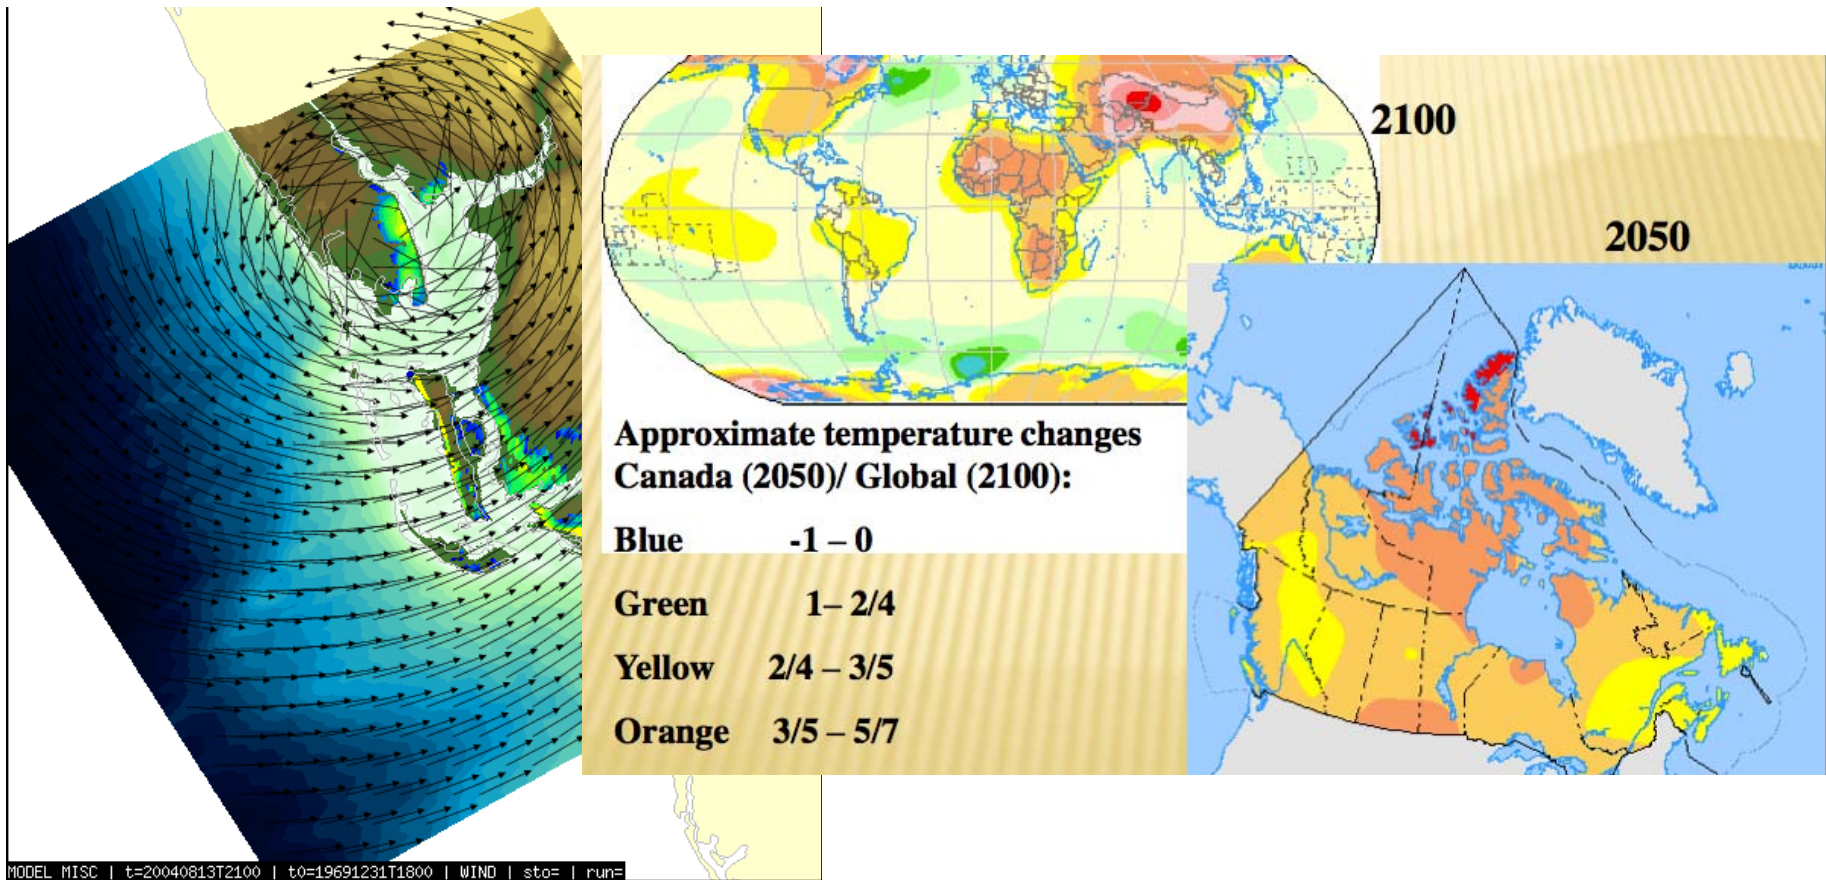 2100
2050
Approximate temperature changes
Canada (2050)/ Global (2100):
Blue -1 – 0
Green 1– 2/4
Yellow 2/4 – 3/5
Orange 3/5 – 5/7
MODEL MISC | t=20040813T2100 | t0=19691231T1800 | WIND | sto= | run=